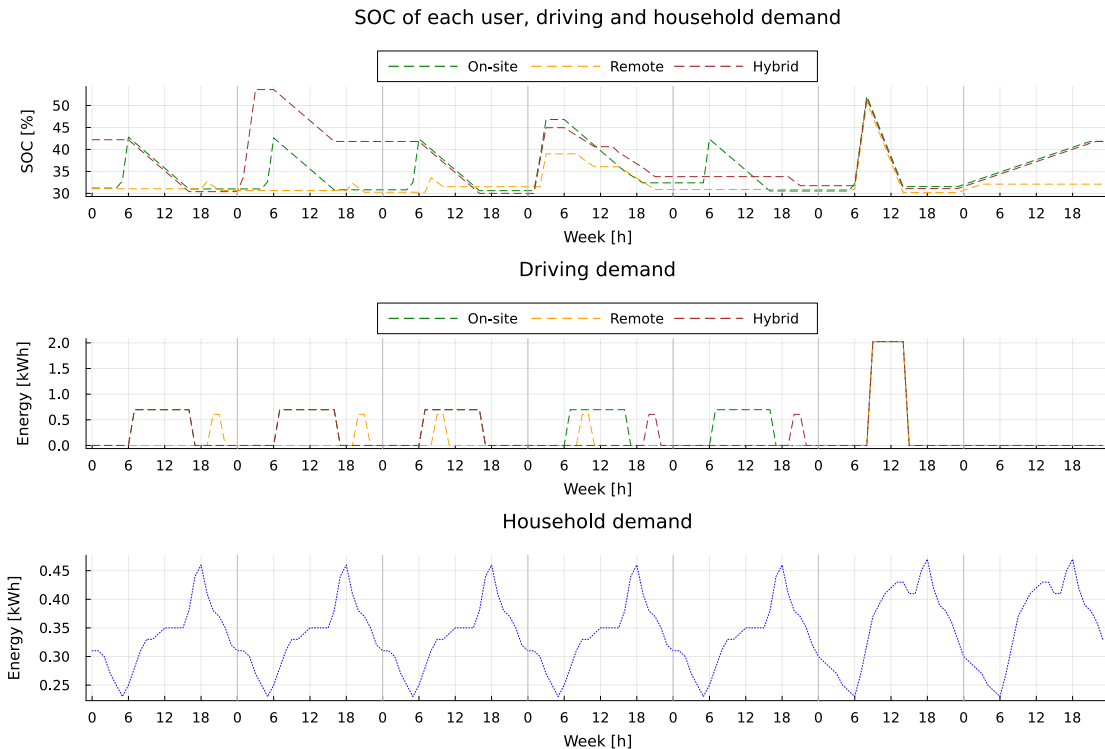 SOC of each user, driving and household demand
On-site Remote Hybrid
SOC [%]
50
45
40
35
30
0 6 12 18 0 6 12 18 0 6 12 18 0 6 12 18 0 6 12 18 0 6 12 18 0 6 12 18
Week [h]
Driving demand
On-site Remote Hybrid
Energy [kWh]
2.0
1.5
1.0
0.5
0.0
0 6 12 18 0 6 12 18 0 6 12 18 0 6 12 18 0 6 12 18 0 6 12 18 0 6 12 18
Week [h]
Household demand
Energy [kWh]
0.45
0.40
0.35
0.30
0.25
0 6 12 18 0 6 12 18 0 6 12 18 0 6 12 18 0 6 12 18 0 6 12 18 0 6 12 18
Week [h]